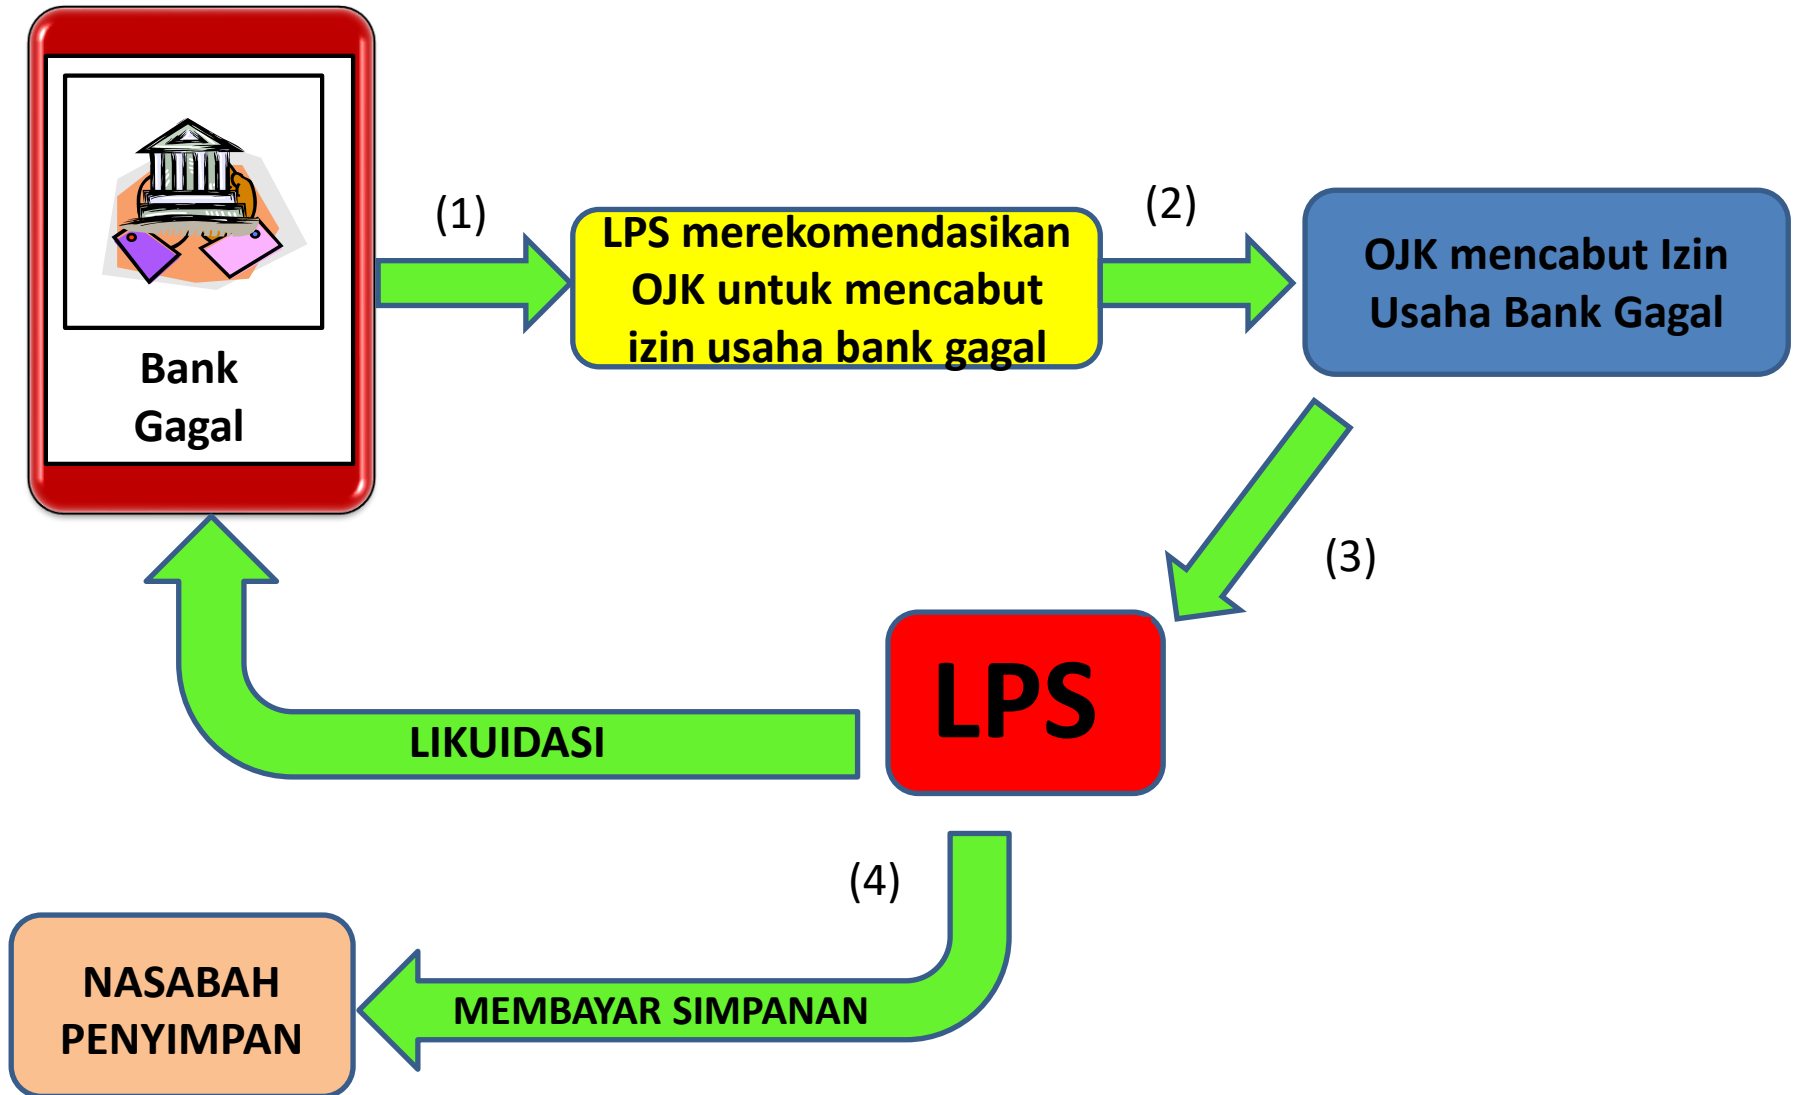 Bank
Gagal
(1)
LPS merekomendasikan
OJK untuk mencabut
izin usaha bank gagal
(2)
OJK mencabut Izin
Usaha Bank Gagal
(3)
LPS
LIKUIDASI
(4)
MEMBAYAR SIMPANAN
NASABAH
PENYIMPAN